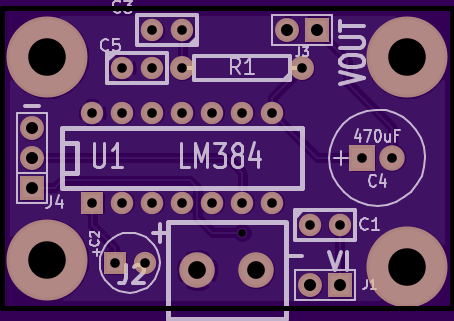 C3
C5
J3
VOUT
R1
470uF
+
C4
U1 LM384
J4
C1
+C2
+
-
J2
VI
J1